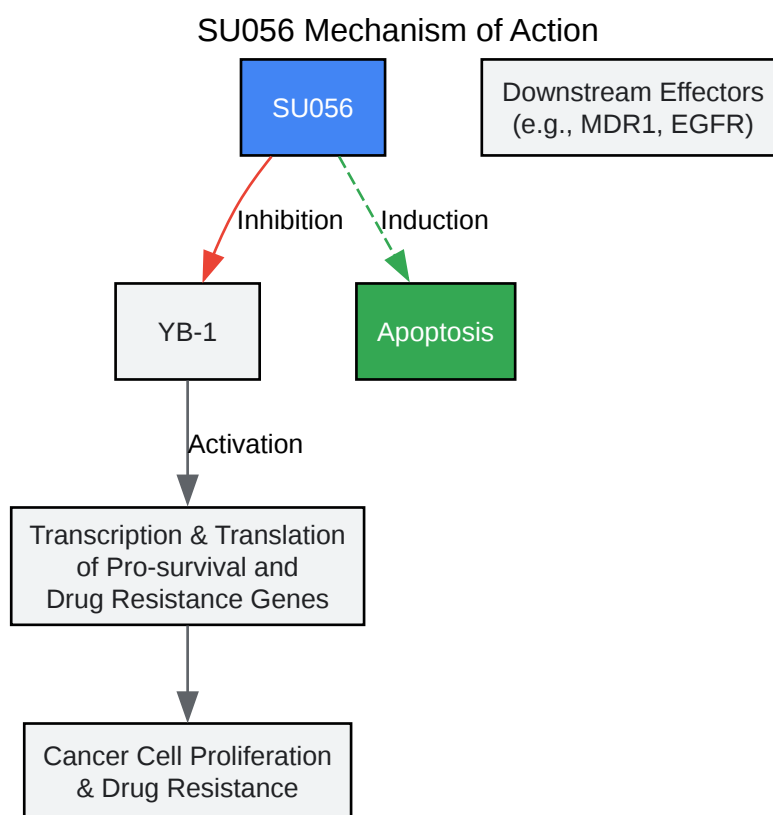 SU056 Mechanism of Action
SU056
Downstream Effectors
(e.g., MDR1, EGFR)
Inhibition
Induction
YB-1
Apoptosis
Activation
Transcription & Translation
of Pro-survival and
Drug Resistance Genes
Cancer Cell Proliferation
& Drug Resistance